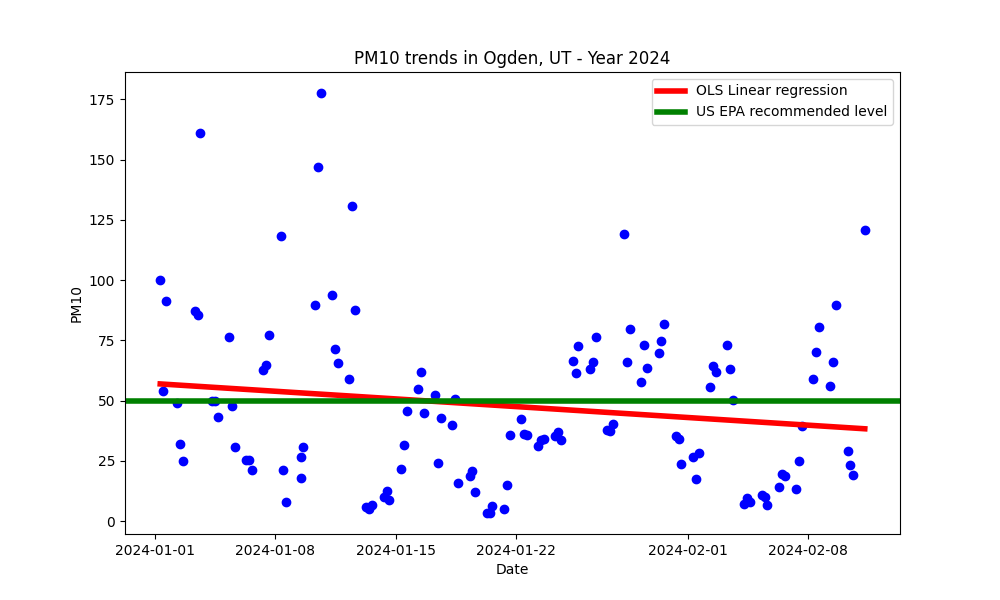 PM10 trends in Ogden, UT - Year 2024
OLS Linear regression
US EPA recommended level
175
150
125
100
75
50
25
0
PM10
2024-01-01
2024-01-08
2024-01-15
2024-01-22
2024-02-01
2024-02-08
Date